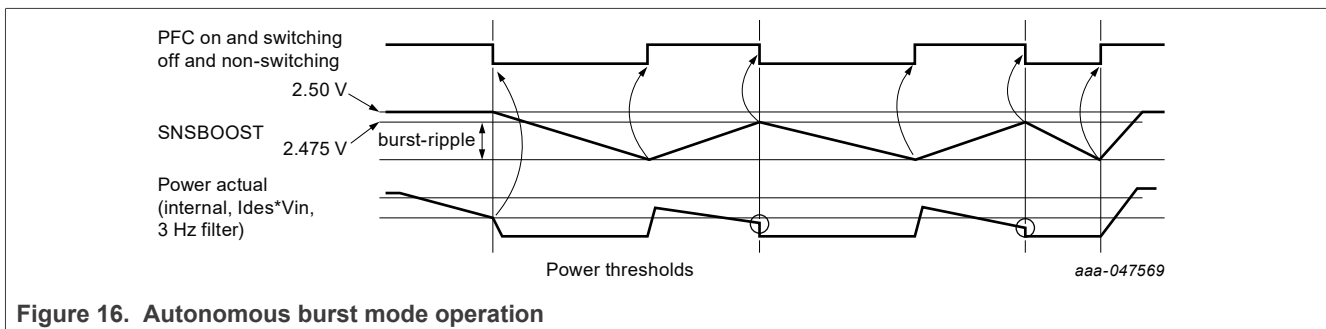 PFC on and switching
off and non-switching
2.50 V
SNSBOOST
burst-ripple
2.475 V
Power actual
(internal, Ides*Vin,
3 Hz filter)
Power thresholds
aaa-047569
Figure 16. Autonomous burst mode operation